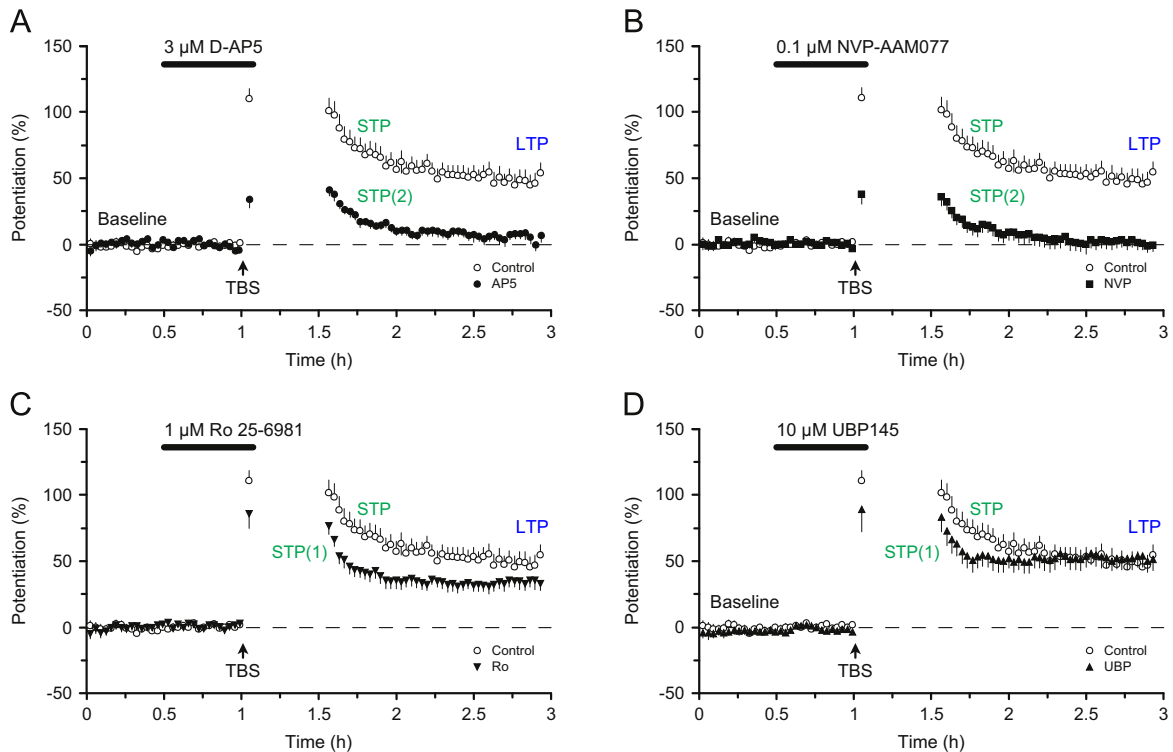 A
3 µM D-AP5
150
100
50
0
-50
Potentiation (%)
STP
LTP
STP(2)
Baseline
TBS
Control
AP5
0 0.5 1 1.5 2 2.5 3
Time (h)
B
0.1 µM NVP-AAM077
150
100
50
0
-50
Potentiation (%)
STP
LTP
STP(2)
Baseline
TBS
Control
NVP
0 0.5 1 1.5 2 2.5 3
Time (h)
C
1 µM Ro 25-6981
150
100
50
0
-50
Potentiation (%)
STP
LTP
STP(1)
TBS
Control
Ro
0 0.5 1 1.5 2 2.5 3
Time (h)
D
10 µM UBP145
150
100
50
0
-50
Potentiation (%)
STP
LTP
STP(1)
Baseline
TBS
Control
UBP
0 0.5 1 1.5 2 2.5 3
Time (h)